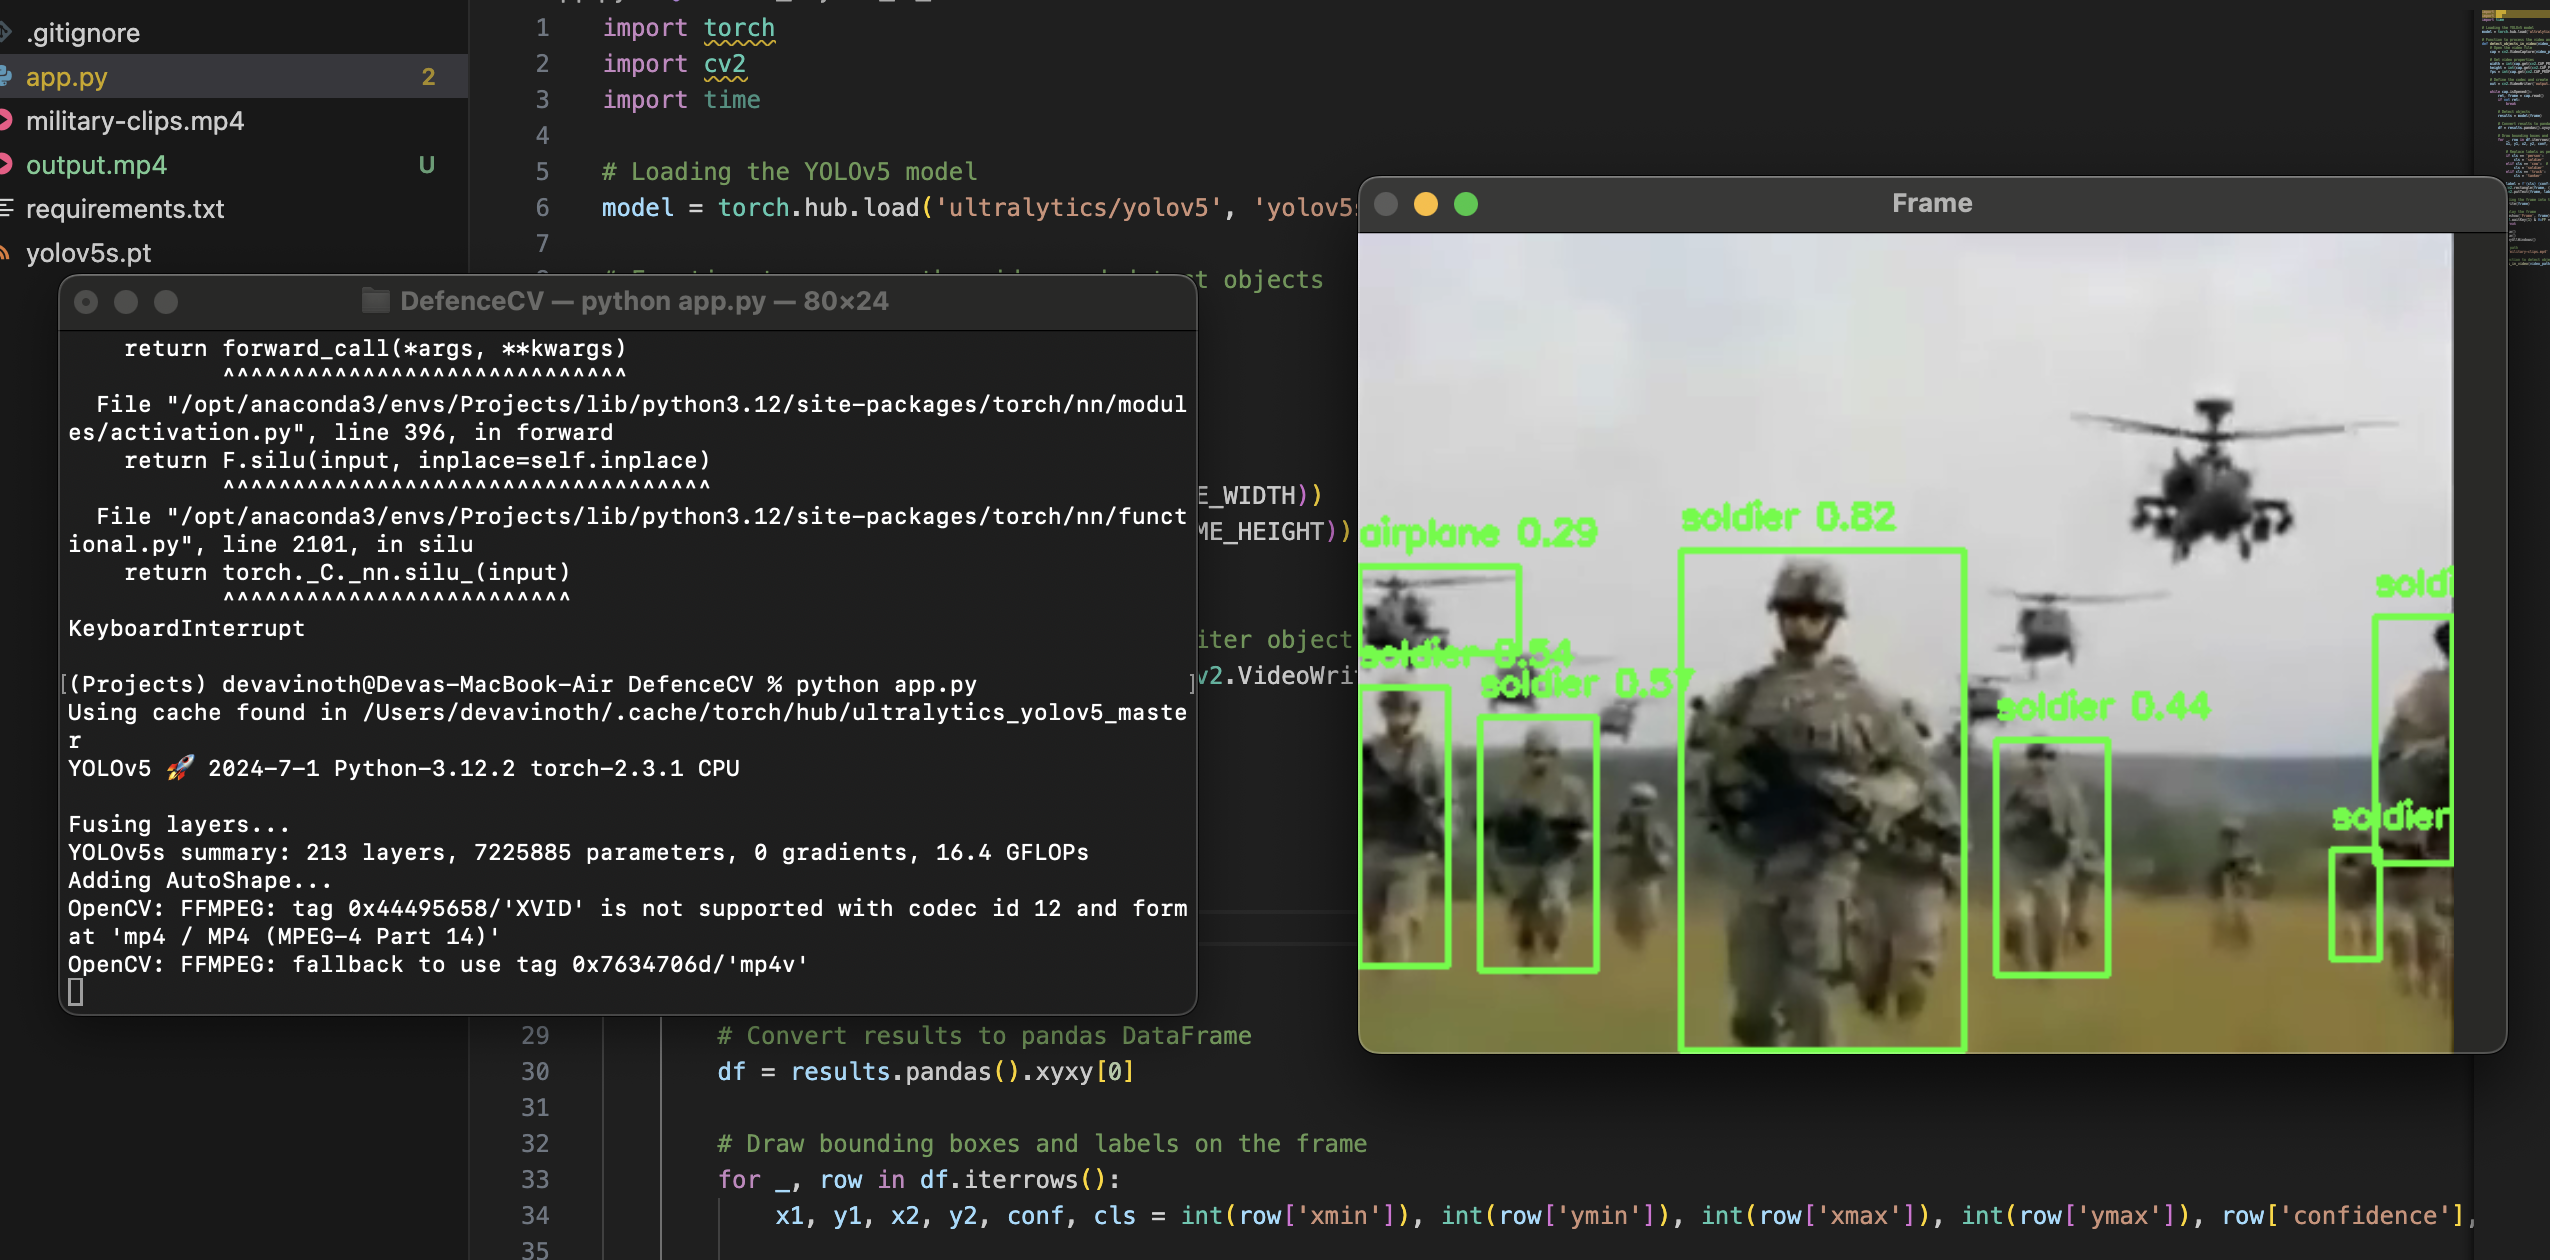 .gitignore
app.py 2
military-clips.mp4
output.mp4 U
requirements.txt
yolov5s.pt
1 import torch
2 import cv2
3 import time
4
5 # Loading the YOLOv5 model
6 model = torch.hub.load('ultralytics/yolov5', 'yolov5s
7
objects
E_WIDTH))
ME_HEIGHT))
iter object
v2.VideoWri
DefenceCV — python app.py — 80×24
return forward_call(*args, **kwargs)
^^^^^^^^^^^^^^^^^^^^^^^^^^^^^
File "/opt/anaconda3/envs/Projects/lib/python3.12/site-packages/torch/nn/modul
es/activation.py", line 396, in forward
return F.silu(input, inplace=self.inplace)
^^^^^^^^^^^^^^^^^^^^^^^^^^^^^^^^^^^
File "/opt/anaconda3/envs/Projects/lib/python3.12/site-packages/torch/nn/funct
ional.py", line 2101, in silu
return torch._C._nn.silu_(input)
^^^^^^^^^^^^^^^^^^^^^^^^^
KeyboardInterrupt
[(Projects) devavinoth@Devas-MacBook-Air DefenceCV % python app.py ]
Using cache found in /Users/devavinoth/.cache/torch/hub/ultralytics_yolov5_maste
r
YOLOv5 🚀 2024-7-1 Python-3.12.2 torch-2.3.1 CPU
Fusing layers...
YOLOv5s summary: 213 layers, 7225885 parameters, 0 gradients, 16.4 GFLOPs
Adding AutoShape...
OpenCV: FFMPEG: tag 0x44495658/'XVID' is not supported with codec id 12 and form
at 'mp4 / MP4 (MPEG-4 Part 14)'
OpenCV: FFMPEG: fallback to use tag 0x7634706d/'mp4v'
Frame
airplane 0.29
soldier 0.82
soldi
soldier 0.54
soldier 0.57
soldier 0.44
soldier
29 # Convert results to pandas DataFrame
30 df = results.pandas().xyxy[0]
31
32 # Draw bounding boxes and labels on the frame
33 for _, row in df.iterrows():
34 x1, y1, x2, y2, conf, cls = int(row['xmin']), int(row['ymin']), int(row['xmax']), int(row['ymax']), row['confidence'],
35